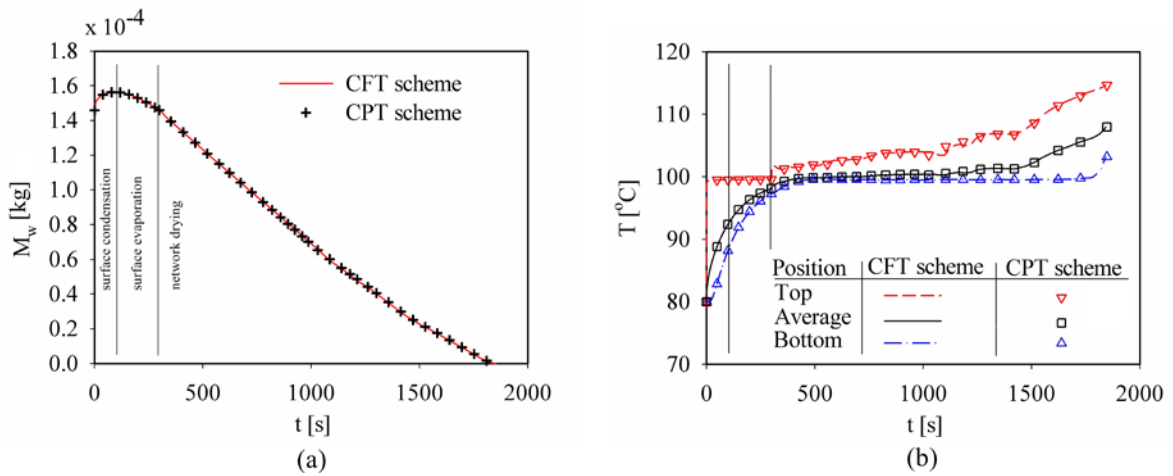 x 10-4
1.8
1.6
1.4
1.2
1.0
0.8
0.6
0.4
0.2
0.0
Mw [kg]
surface condensation
surface evaporation
network drying
CFT scheme
CPT scheme
0 500 1000 1500 2000
t [s]
(a)
120
110
100
90
80
70
T [°C]
Position CFT scheme CPT scheme
Top
Average
Bottom
0 500 1000 1500 2000
t [s]
(b)